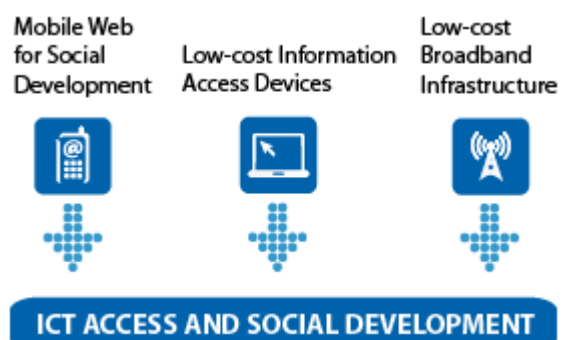 Mobile Web
for Social
Development
Low-cost Information
Access Devices
Low-cost
Broadband
Infrastructure
@
ICT ACCESS AND SOCIAL DEVELOPMENT